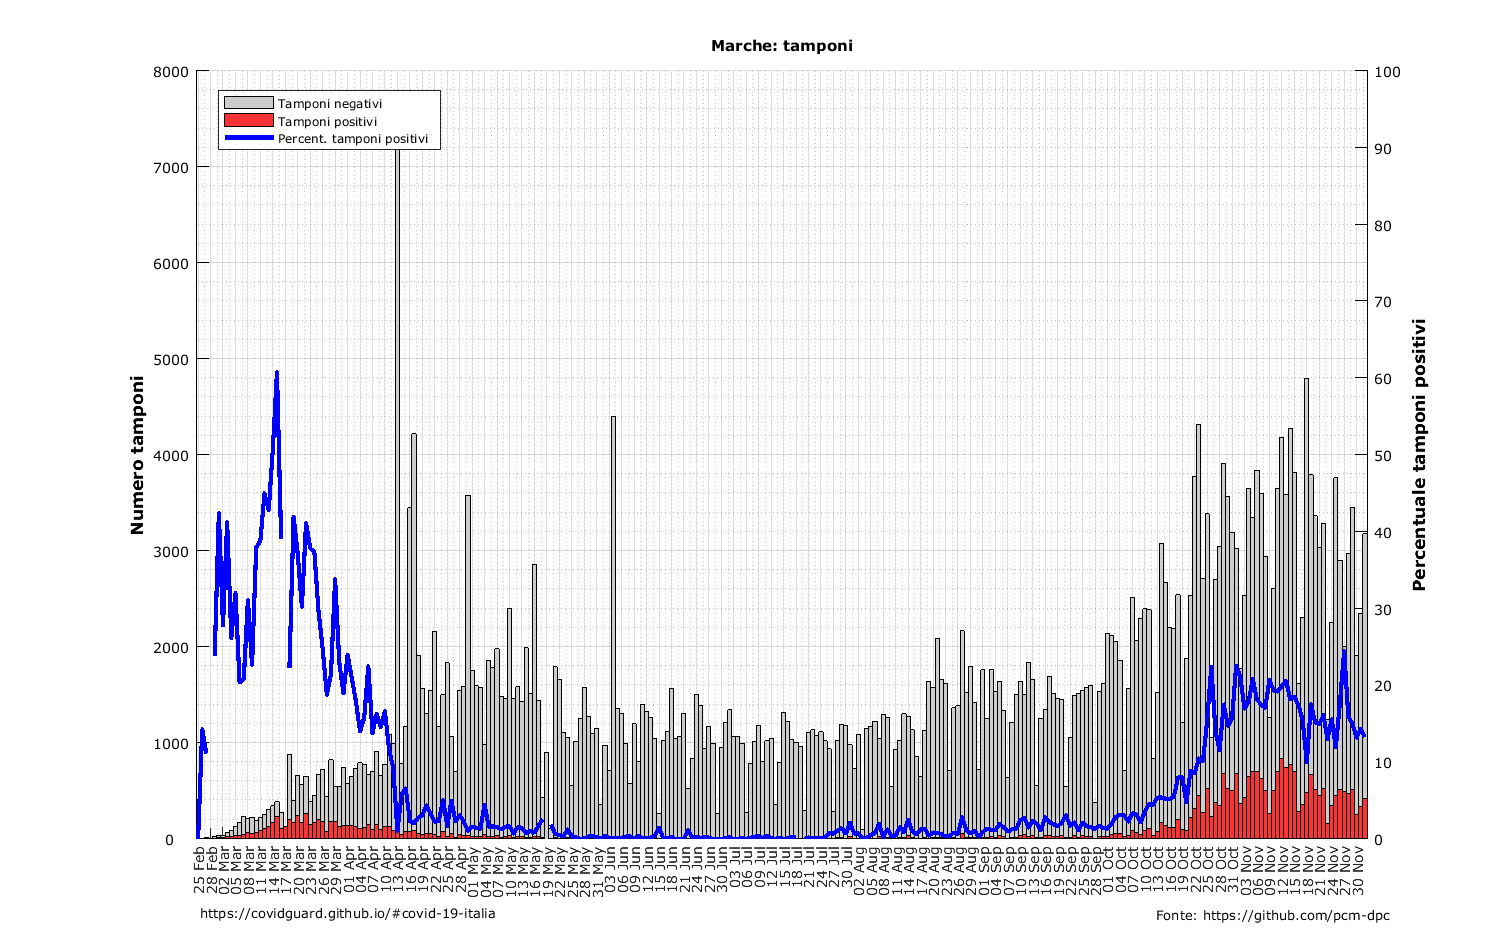 Marche: tamponi
8000
7000
6000
5000
4000
3000
2000
1000
0
Numero tamponi
Tamponi negativi
Tamponi positivi
Percent. tamponi positivi
100
90
80
70
60
50
40
30
20
10
0
Percentuale tamponi positivi
25 Feb
28 Feb
02 Mar
05 Mar
08 Mar
11 Mar
14 Mar
17 Mar
20 Mar
23 Mar
26 Mar
29 Mar
01 Apr
04 Apr
07 Apr
10 Apr
13 Apr
16 Apr
19 Apr
22 Apr
25 Apr
28 Apr
01 May
04 May
07 May
10 May
13 May
16 May
19 May
22 May
25 May
28 May
31 May
03 Jun
06 Jun
09 Jun
12 Jun
15 Jun
18 Jun
21 Jun
24 Jun
27 Jun
30 Jun
03 Jul
06 Jul
09 Jul
12 Jul
15 Jul
18 Jul
21 Jul
24 Jul
27 Jul
30 Jul
02 Aug
05 Aug
08 Aug
11 Aug
14 Aug
17 Aug
20 Aug
23 Aug
26 Aug
29 Aug
01 Sep
04 Sep
07 Sep
10 Sep
13 Sep
16 Sep
19 Sep
22 Sep
25 Sep
28 Sep
01 Oct
04 Oct
07 Oct
10 Oct
13 Oct
16 Oct
19 Oct
22 Oct
25 Oct
28 Oct
31 Oct
03 Nov
06 Nov
09 Nov
12 Nov
15 Nov
18 Nov
21 Nov
24 Nov
27 Nov
30 Nov
https://covidguard.github.io/#covid-19-italia
Fonte: https://github.com/pcm-dpc